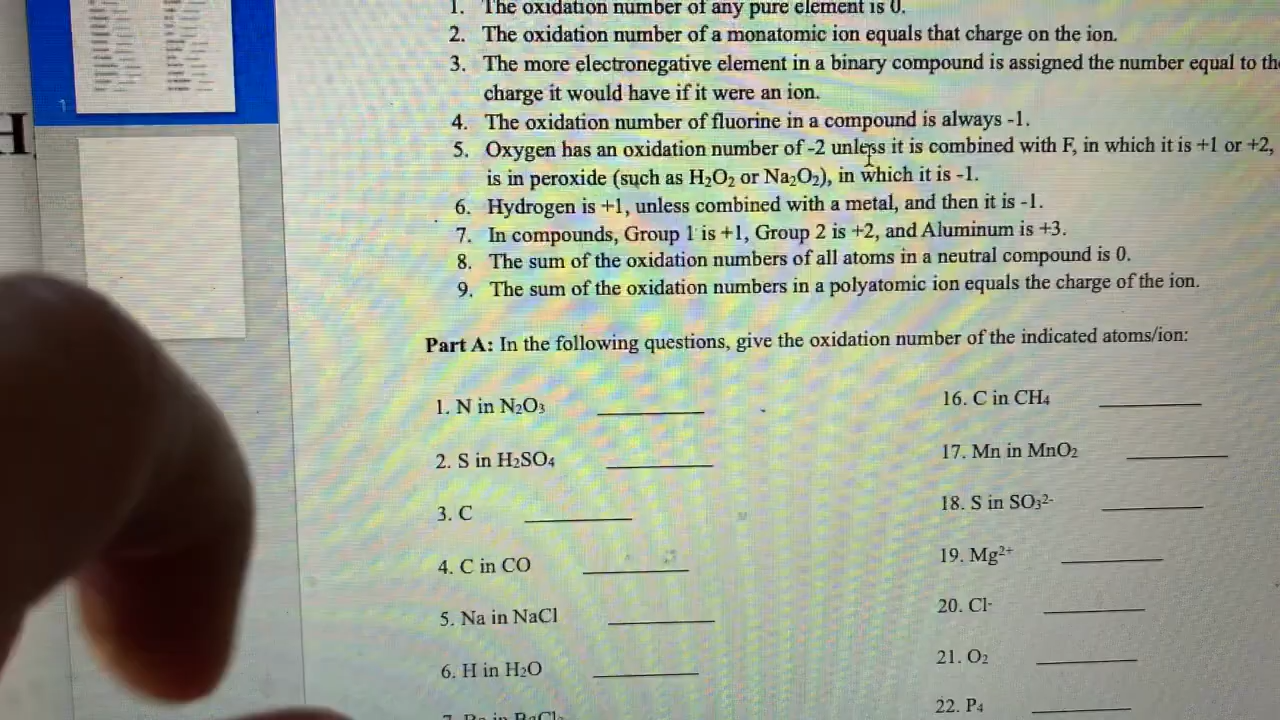 1. The oxidation number of any pure element is 0.
2. The oxidation number of a monatomic ion equals that charge on the ion.
3. The more electronegative element in a binary compound is assigned the number equal to the
charge it would have if it were an ion.
4. The oxidation number of fluorine in a compound is always -1.
5. Oxygen has an oxidation number of -2 unless it is combined with F, in which it is +1 or +2,
is in peroxide (such as H₂O₂ or Na₂O₂), in which it is -1.
6. Hydrogen is +1, unless combined with a metal, and then it is -1.
7. In compounds, Group 1 is +1, Group 2 is +2, and Aluminum is +3.
8. The sum of the oxidation numbers of all atoms in a neutral compound is 0.
9. The sum of the oxidation numbers in a polyatomic ion equals the charge of the ion.
Part A: In the following questions, give the oxidation number of the indicated atoms/ion:
1. N in N₂O₃
2. S in H₂SO₄
3. C
4. C in CO
5. Na in NaCl
6. H in H₂O
16. C in CH₄
17. Mn in MnO₂
18. S in SO₃²⁻
19. Mg²⁺
20. Cl⁻
21. O₂
22. P₄
1
H